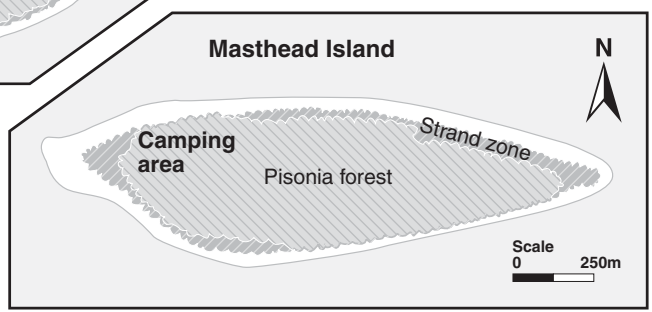 Masthead Island
N
Strand zone
Camping
area
Pisonia forest
Scale
0 250m